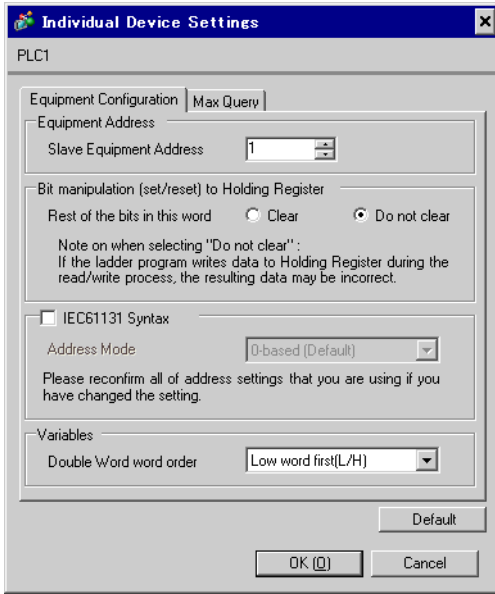 Individual Device Settings
PLC1
Equipment Configuration Max Query
Equipment Address
Slave Equipment Address 1
Bit manipulation (set/reset) to Holding Register
Rest of the bits in this word Clear Do not clear
Note on when selecting "Do not clear" :
If the ladder program writes data to Holding Register during the
read/write process, the resulting data may be incorrect.
IEC61131 Syntax
Address Mode 0-based (Default)
Please reconfirm all of address settings that you are using if you
have changed the setting.
Variables
Double Word word order Low word first(L/H)
Default
OK (O) Cancel